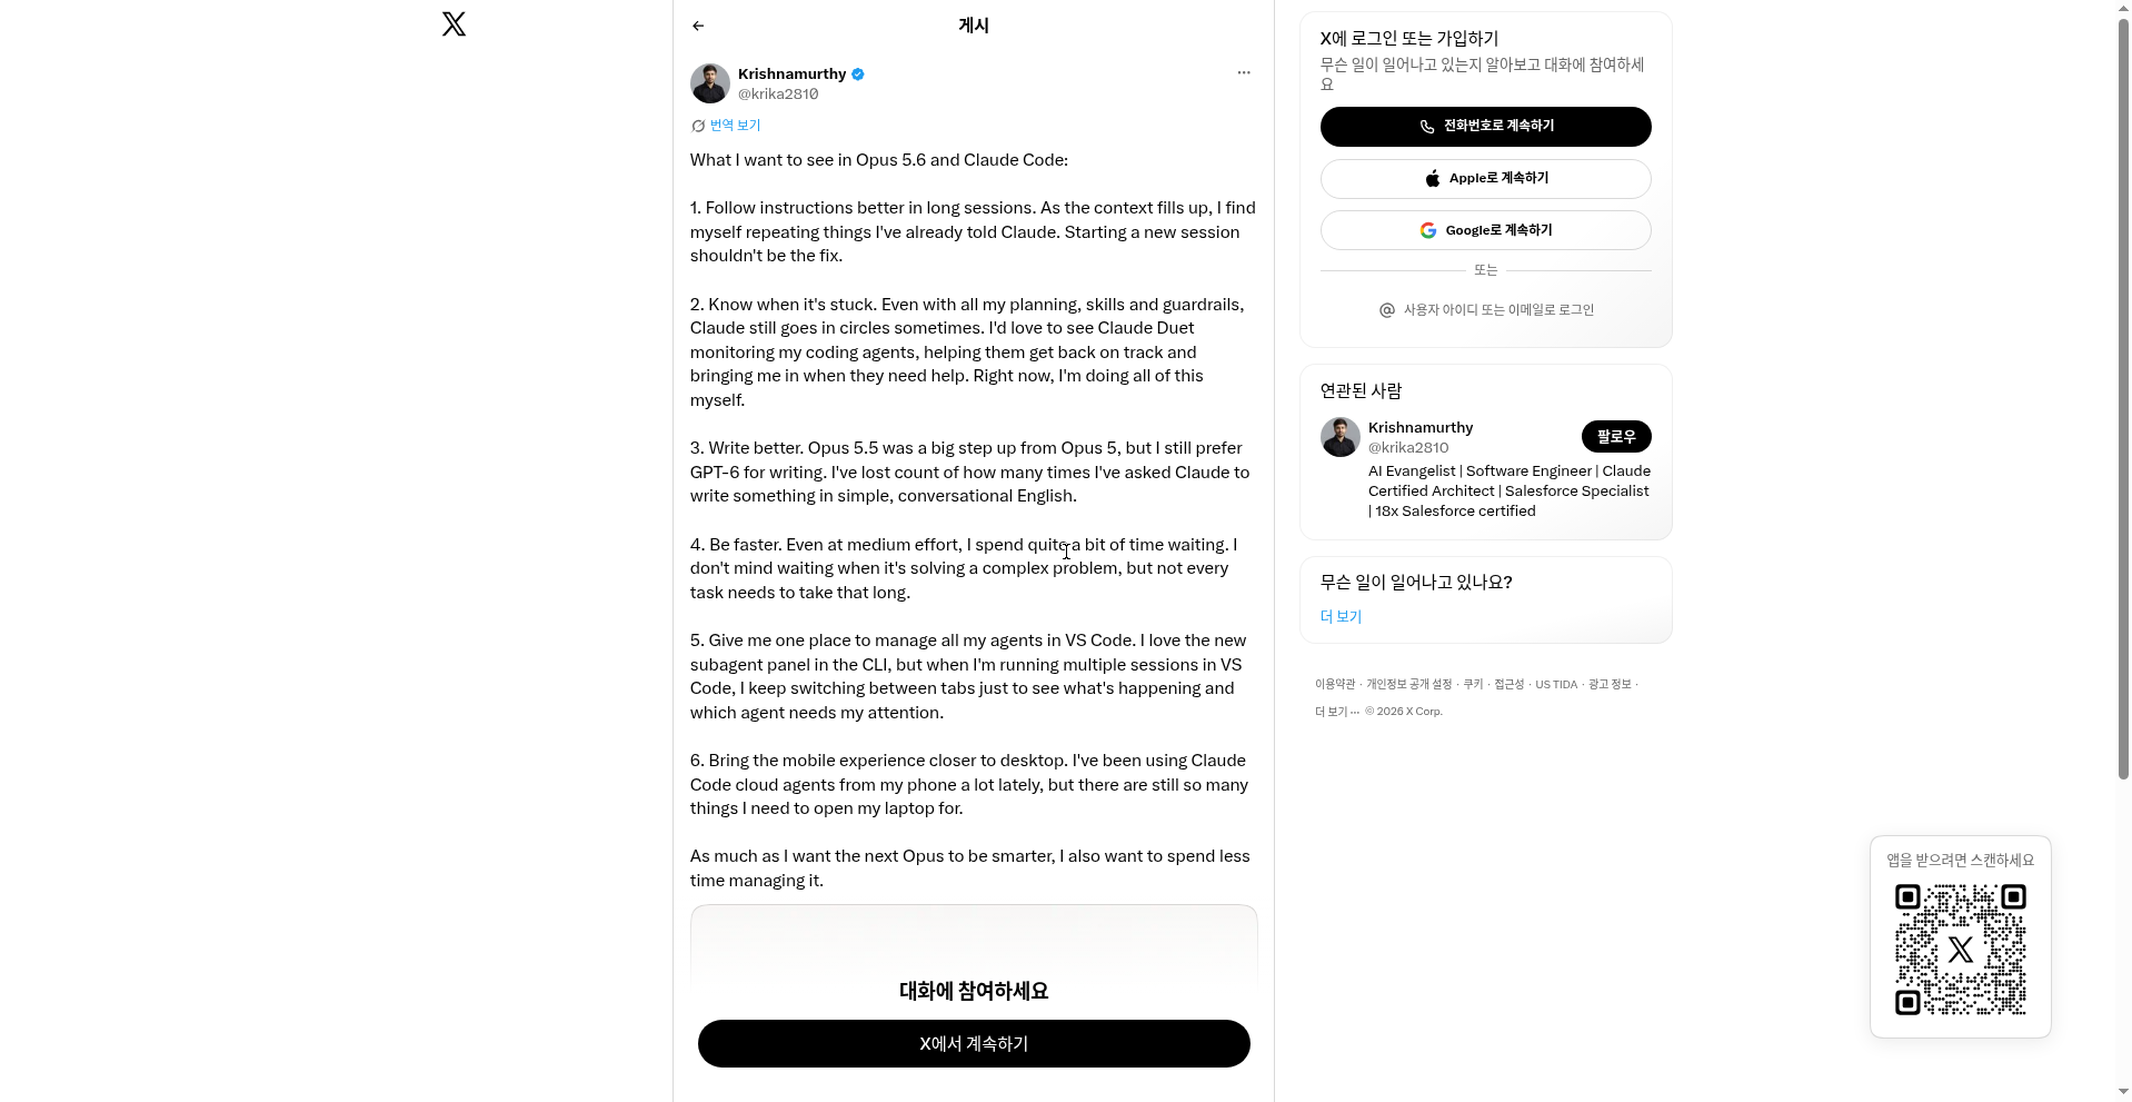 게시
Krishnamurthy
@krika2810
번역 보기
What I want to see in Opus 5.6 and Claude Code:
1. Follow instructions better in long sessions. As the context fills up, I find
myself repeating things I've already told Claude. Starting a new session
shouldn't be the fix.
2. Know when it's stuck. Even with all my planning, skills and guardrails,
Claude still goes in circles sometimes. I'd love to see Claude Duet
monitoring my coding agents, helping them get back on track and
bringing me in when they need help. Right now, I'm doing all of this
myself.
3. Write better. Opus 5.5 was a big step up from Opus 5, but I still prefer
GPT-6 for writing. I've lost count of how many times I've asked Claude to
write something in simple, conversational English.
4. Be faster. Even at medium effort, I spend quite a bit of time waiting. I
don't mind waiting when it's solving a complex problem, but not every
task needs to take that long.
5. Give me one place to manage all my agents in VS Code. I love the new
subagent panel in the CLI, but when I'm running multiple sessions in VS
Code, I keep switching between tabs just to see what's happening and
which agent needs my attention.
6. Bring the mobile experience closer to desktop. I've been using Claude
Code cloud agents from my phone a lot lately, but there are still so many
things I need to open my laptop for.
As much as I want the next Opus to be smarter, I also want to spend less
time managing it.
대화에 참여하세요
X에서 계속하기
X에 로그인 또는 가입하기
무슨 일이 일어나고 있는지 알아보고 대화에 참여하세
요
전화번호로 계속하기
Apple로 계속하기
Google로 계속하기
또는
사용자 아이디 또는 이메일로 로그인
연관된 사람
Krishnamurthy
@krika2810
팔로우
AI Evangelist | Software Engineer | Claude
Certified Architect | Salesforce Specialist
| 18x Salesforce certified
무슨 일이 일어나고 있나요?
더 보기
이용약관 · 개인정보 공개 설정 · 쿠키 · 접근성 · US TIDA · 광고 정보 ·
더 보기 ··· © 2026 X Corp.
앱을 받으려면 스캔하세요